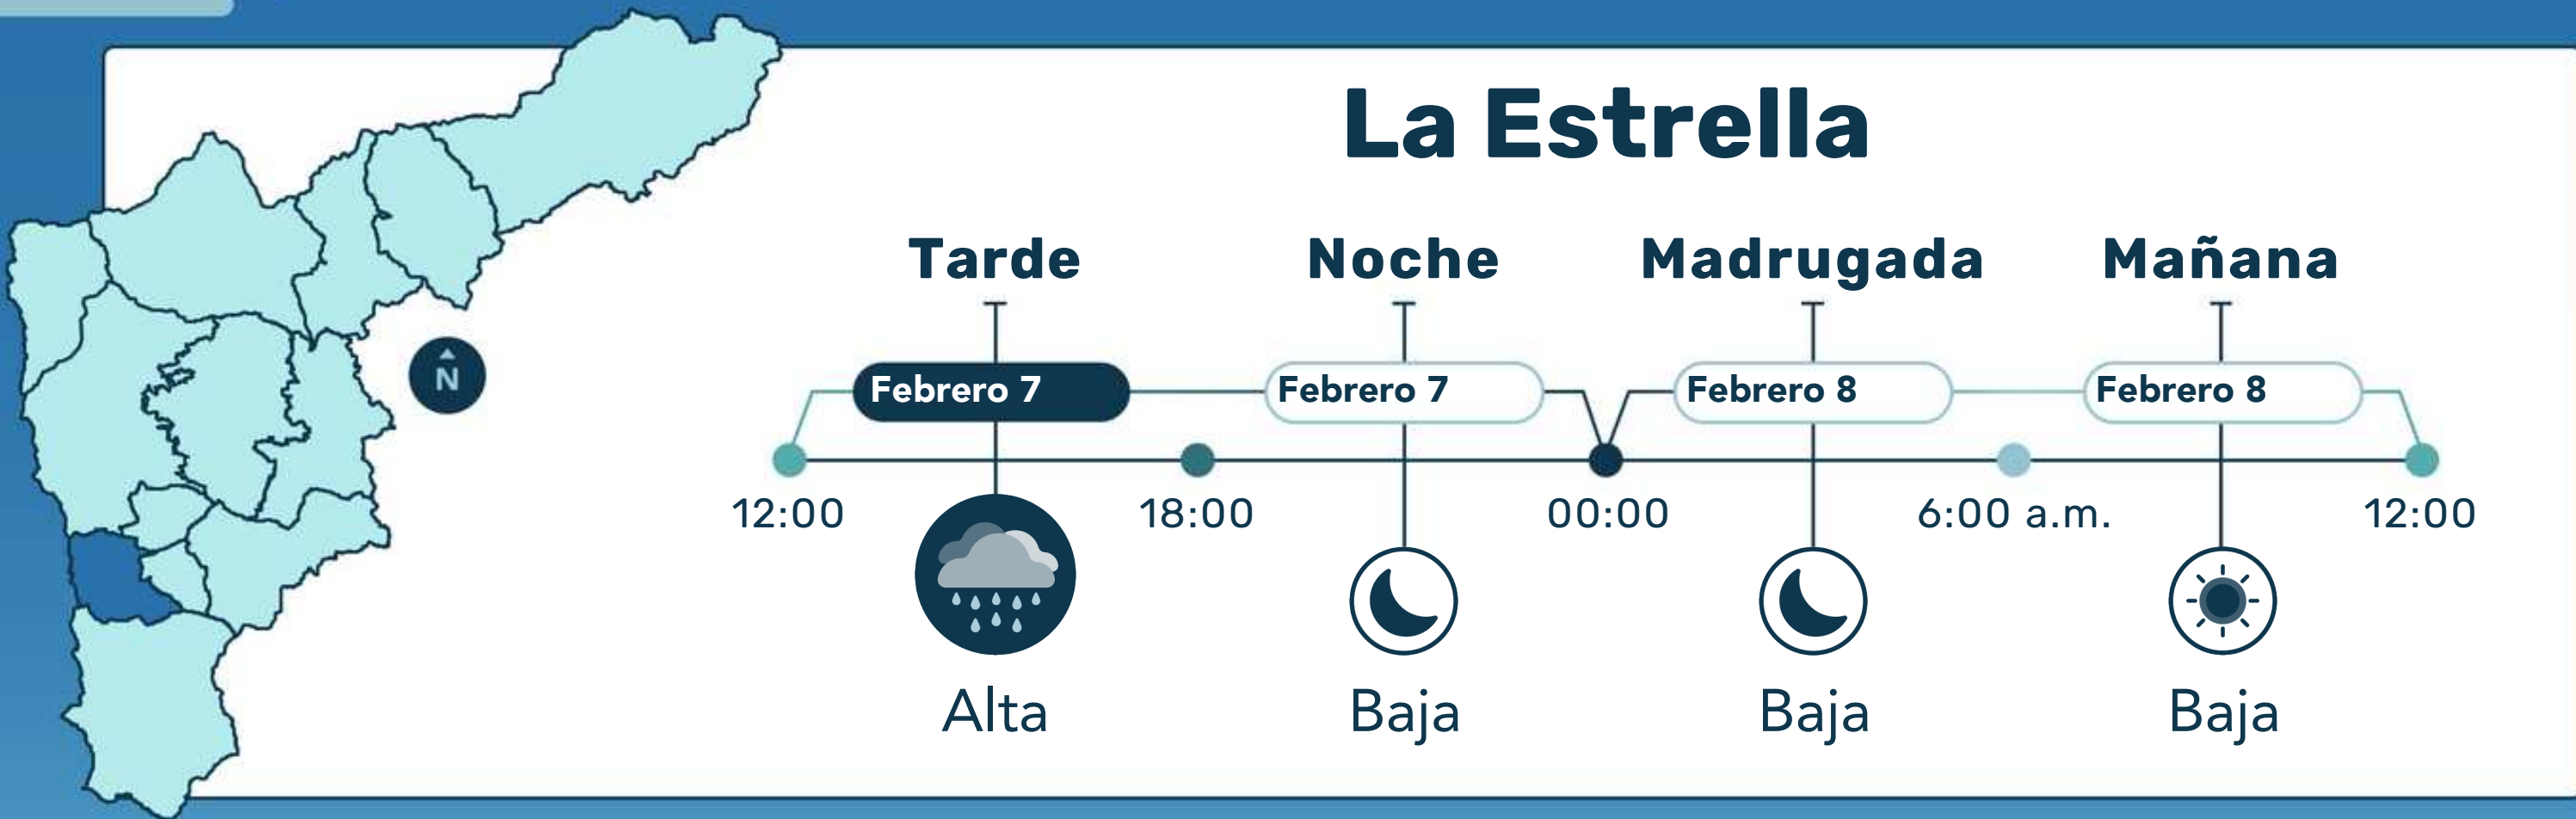 La Estrella
Tarde Noche Madrugada Mañana
N
Febrero 7 Febrero 7 Febrero 8 Febrero 8
12:00 18:00 00:00 6:00 a.m. 12:00
Alta Baja Baja Baja